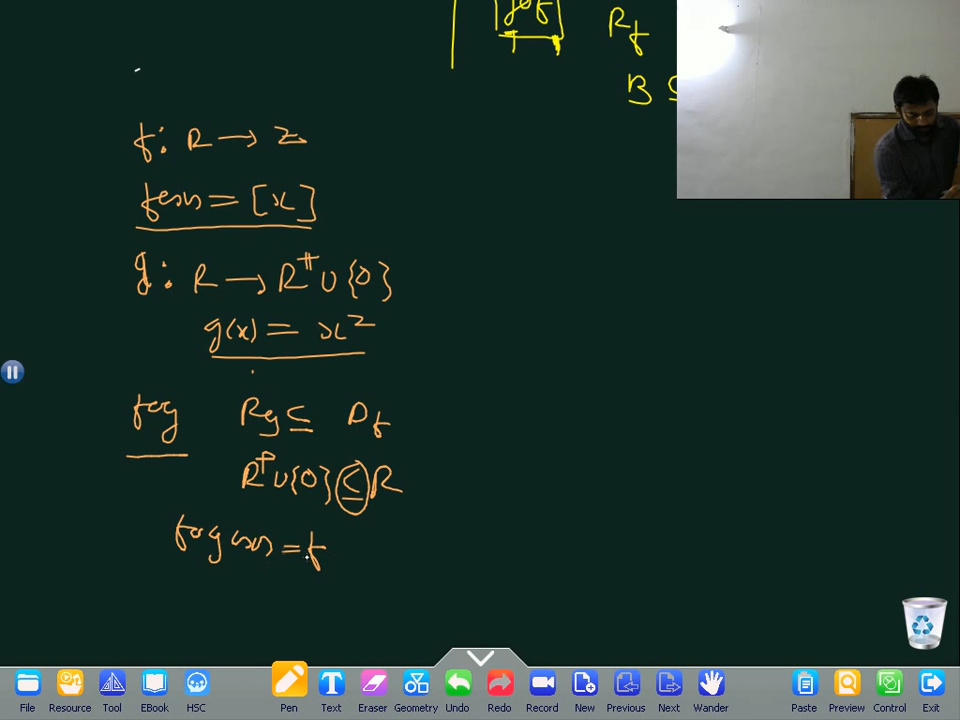 gof R_f
B ⊆
f: R → Z
f(x) = [x]
g: R → R⁺ ∪ {0}
g(x) = x²
fog R_g ⊆ D_f
R⁺ ∪ {0} ⊆ R
fog(x) = f
File Resource Tool EBook HSC Pen Text Eraser Geometry Undo Redo Record New Previous Next Wander Paste Preview Control Exit